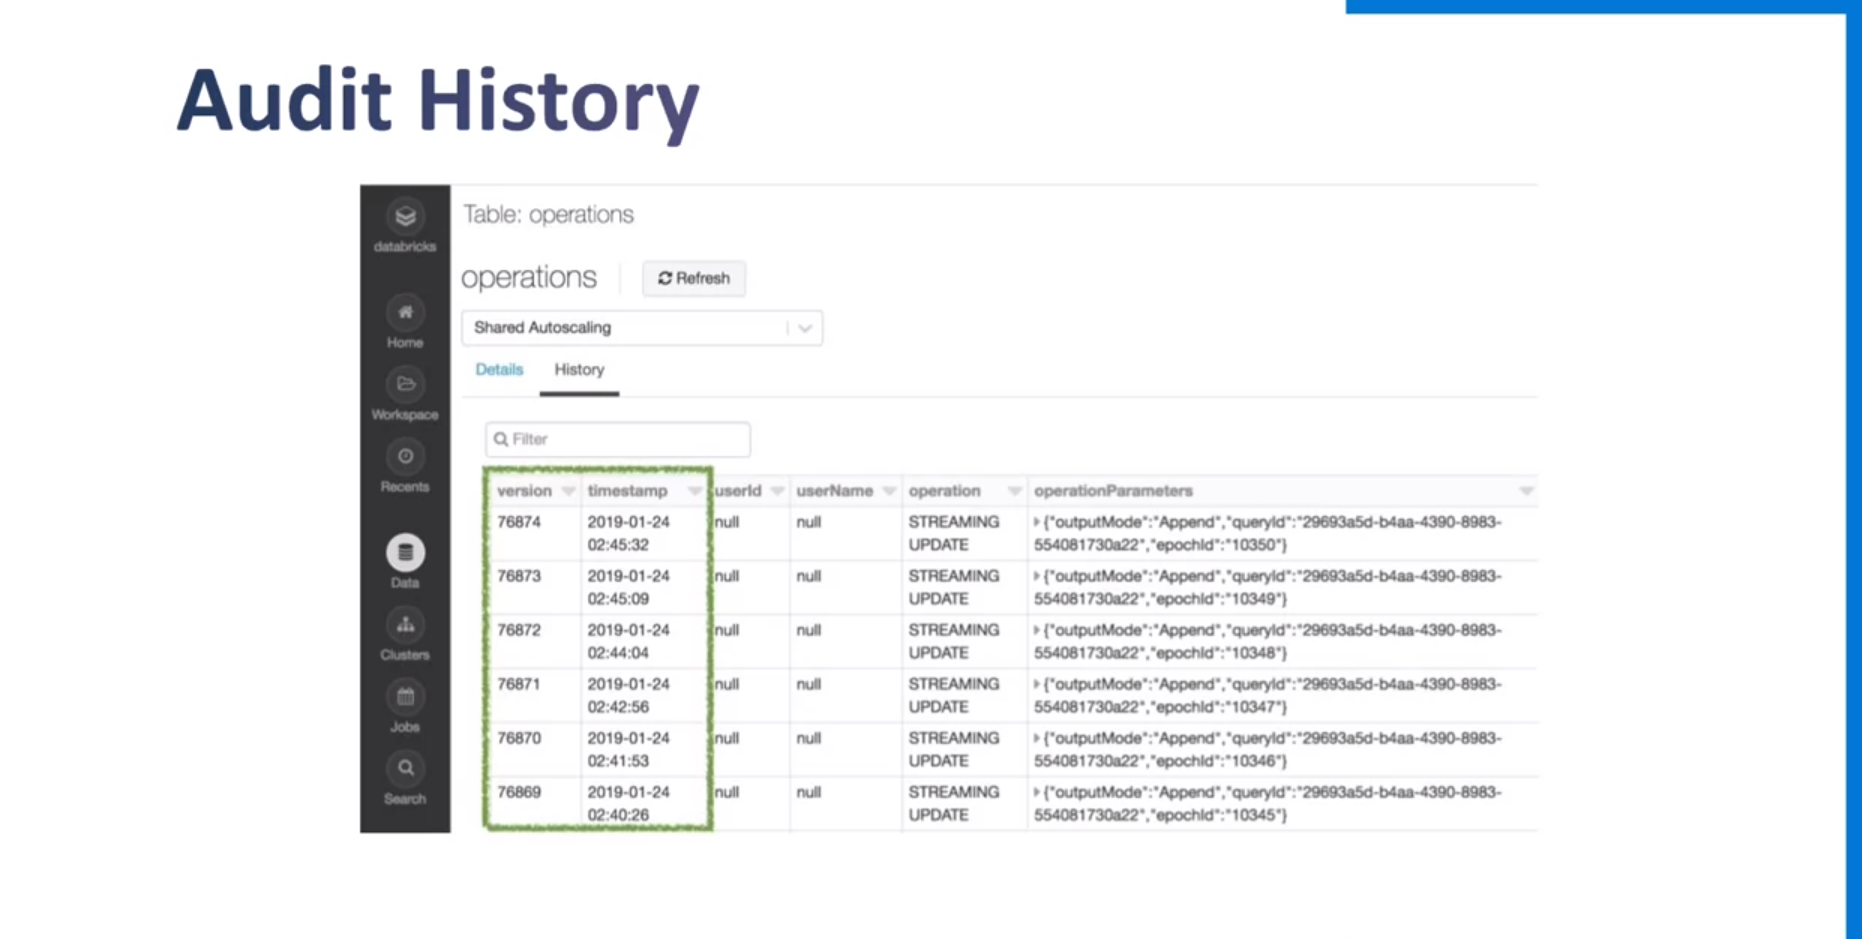 Audit History
databricks
Home
Workspace
Recents
Data
Clusters
Jobs
Search
Table: operations
operations Refresh
Shared Autoscaling
Details History
Filter
version timestamp userId userName operation operationParameters
76874 2019-01-24 null null STREAMING {"outputMode":"Append","queryId":"29693a5d-b4aa-4390-8983-
02:45:32 UPDATE 554081730a22","epochId":"10350"}
76873 2019-01-24 null null STREAMING {"outputMode":"Append","queryId":"29693a5d-b4aa-4390-8983-
02:45:09 UPDATE 554081730a22","epochId":"10349"}
76872 2019-01-24 null null STREAMING {"outputMode":"Append","queryId":"29693a5d-b4aa-4390-8983-
02:44:04 UPDATE 554081730a22","epochId":"10348"}
76871 2019-01-24 null null STREAMING {"outputMode":"Append","queryId":"29693a5d-b4aa-4390-8983-
02:42:56 UPDATE 554081730a22","epochId":"10347"}
76870 2019-01-24 null null STREAMING {"outputMode":"Append","queryId":"29693a5d-b4aa-4390-8983-
02:41:53 UPDATE 554081730a22","epochId":"10346"}
76869 2019-01-24 null null STREAMING {"outputMode":"Append","queryId":"29693a5d-b4aa-4390-8983-
02:40:26 UPDATE 554081730a22","epochId":"10345"}